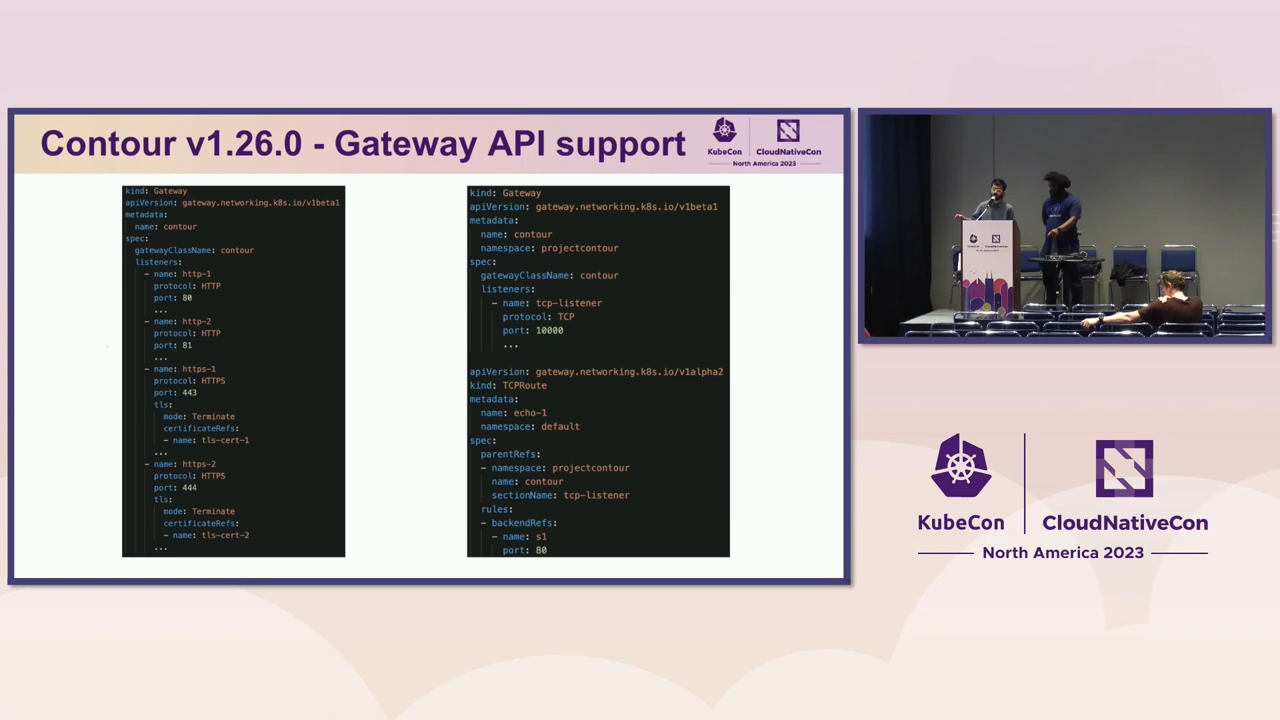 Contour v1.26.0 - Gateway API support
KubeCon
CloudNativeCon
North America 2023
kind: Gateway
apiVersion: gateway.networking.k8s.io/v1beta1
metadata:
name: contour
spec:
gatewayClassName: contour
listeners:
- name: http-1
protocol: HTTP
port: 80
...
- name: http-2
protocol: HTTP
port: 81
...
- name: https-1
protocol: HTTPS
port: 443
tls:
mode: Terminate
certificateRefs:
- name: tls-cert-1
...
- name: https-2
protocol: HTTPS
port: 444
tls:
mode: Terminate
certificateRefs:
- name: tls-cert-2
...
kind: Gateway
apiVersion: gateway.networking.k8s.io/v1beta1
metadata:
name: contour
namespace: projectcontour
spec:
gatewayClassName: contour
listeners:
- name: tcp-listener
protocol: TCP
port: 10000
...
apiVersion: gateway.networking.k8s.io/v1alpha2
kind: TCPRoute
metadata:
name: echo-1
namespace: default
spec:
parentRefs:
- namespace: projectcontour
name: contour
sectionName: tcp-listener
rules:
- backendRefs:
- name: s1
port: 80
KubeCon
CloudNativeCon
North America 2023